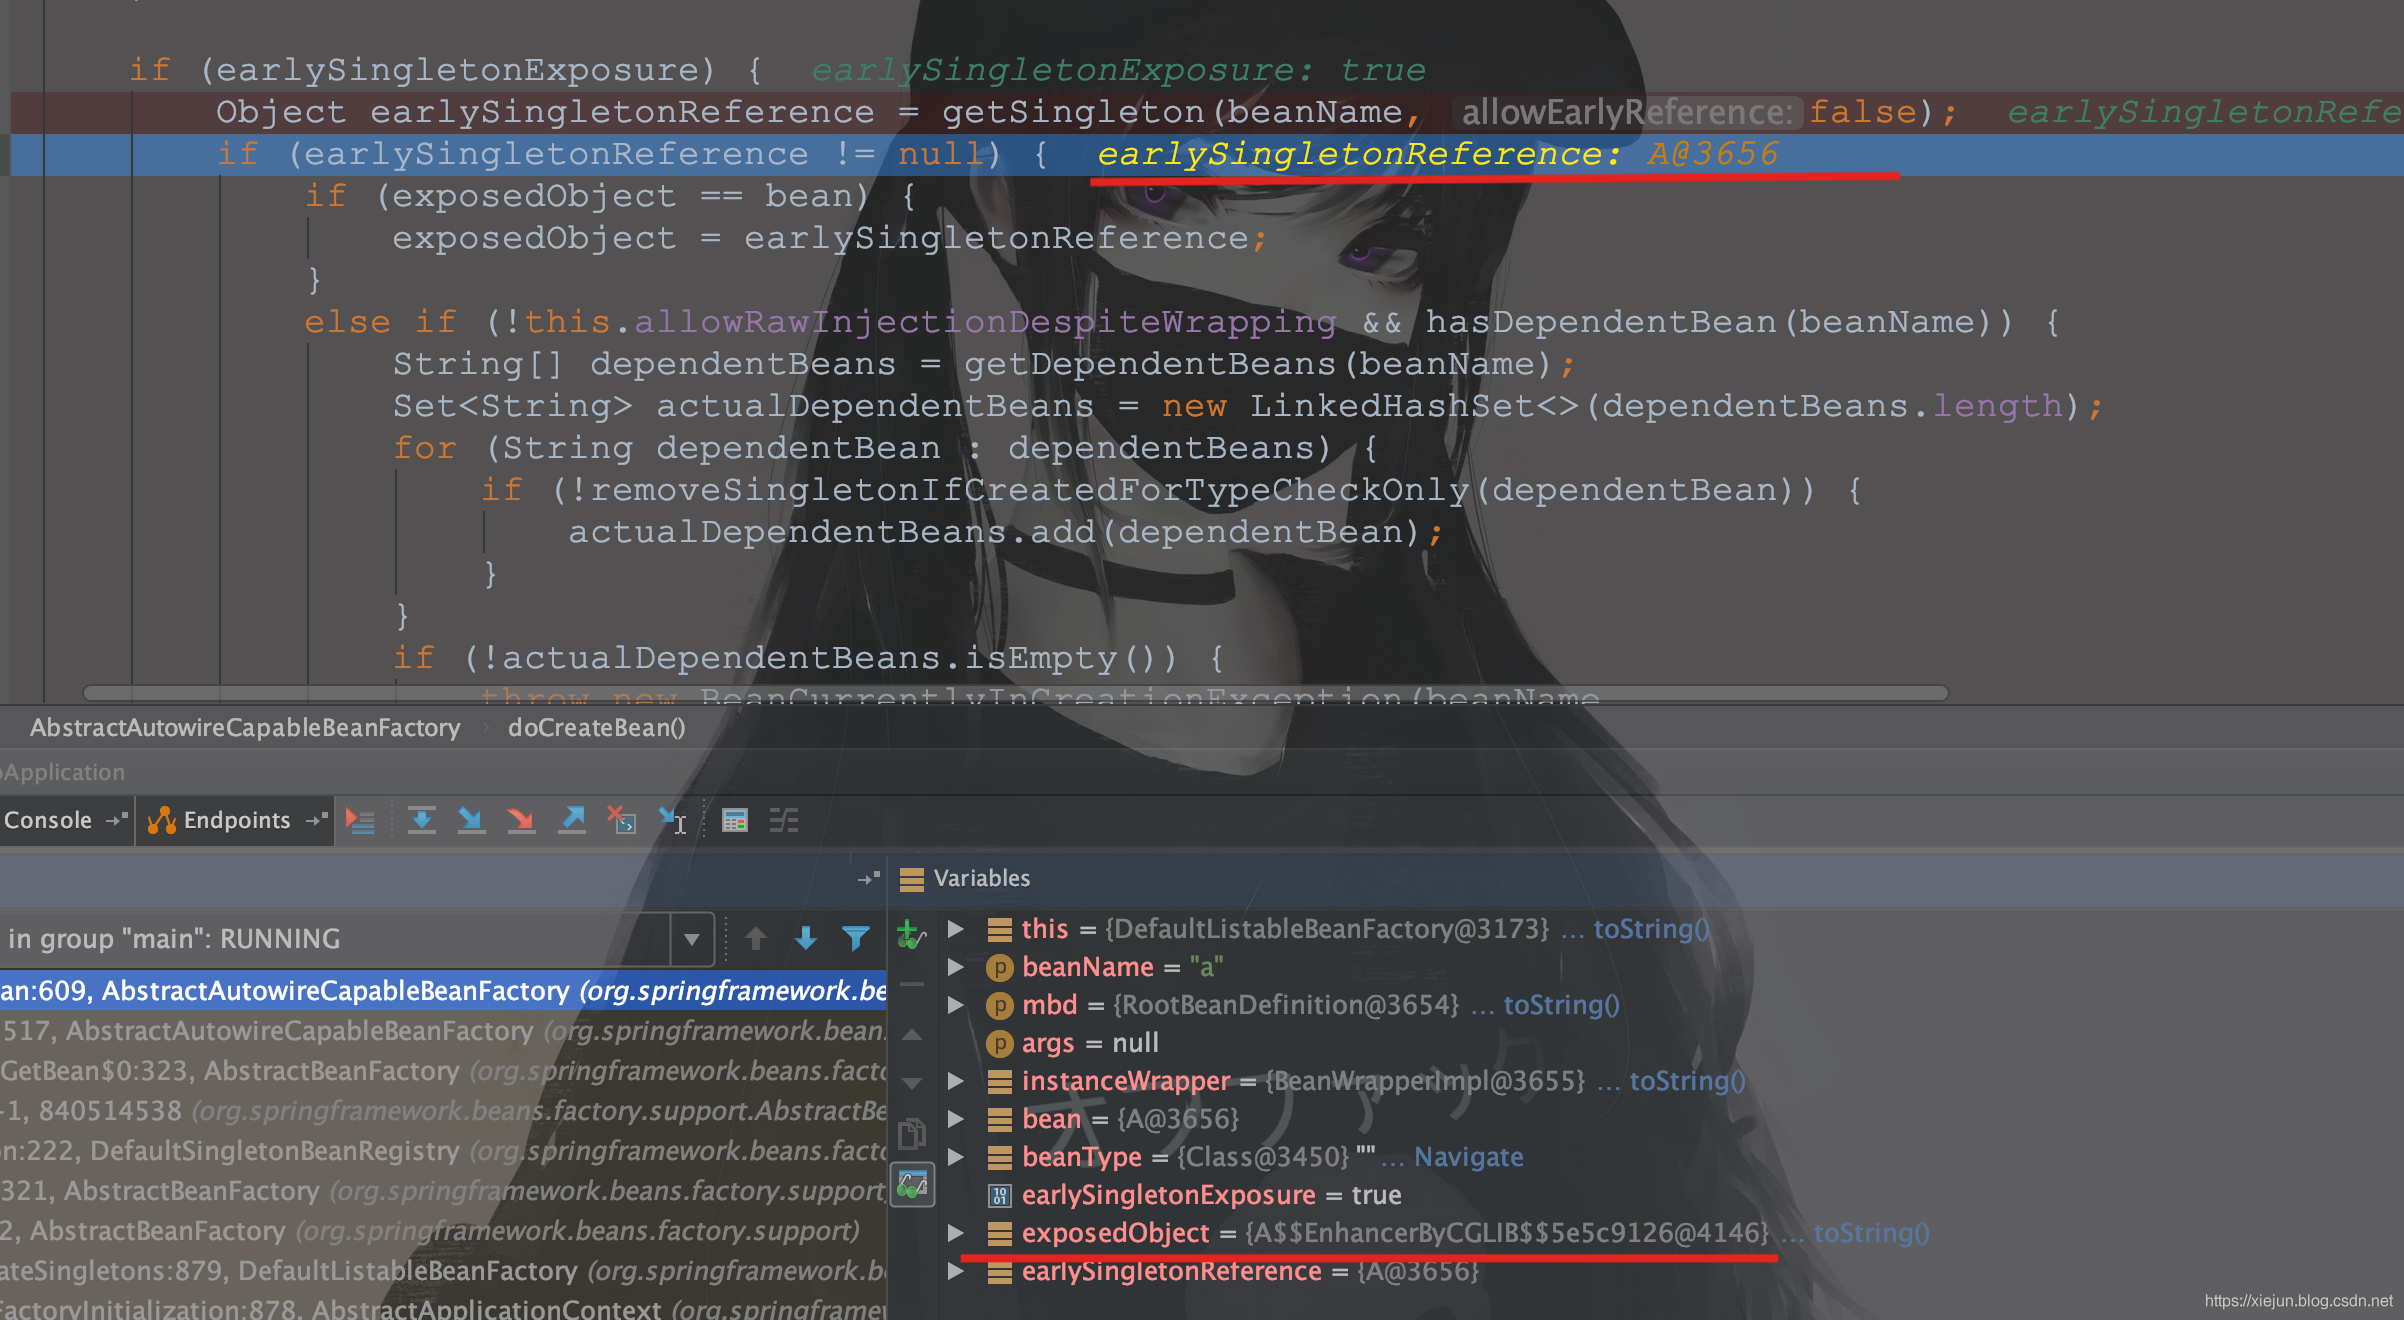 if (earlySingletonExposure) {  earlySingletonExposure: true
Object earlySingletonReference = getSingleton(beanName, allowEarlyReference: false);  earlySingletonRefe
if (earlySingletonReference != null) {  earlySingletonReference: A@3656
if (exposedObject == bean) {
exposedObject = earlySingletonReference;
}
else if (!this.allowRawInjectionDespiteWrapping && hasDependentBean(beanName)) {
String[] dependentBeans = getDependentBeans(beanName);
Set<String> actualDependentBeans = new LinkedHashSet<>(dependentBeans.length);
for (String dependentBean : dependentBeans) {
if (!removeSingletonIfCreatedForTypeCheckOnly(dependentBean)) {
actualDependentBeans.add(dependentBean);
}
}
if (!actualDependentBeans.isEmpty()) {
throw new BeanCurrentlyInCreationException(beanName
AbstractAutowireCapableBeanFactory › doCreateBean()
Application
Console Endpoints
Variables
in group "main": RUNNING
an:609, AbstractAutowireCapableBeanFactory (org.springframework.be
517, AbstractAutowireCapableBeanFactory (org.springframework.bean.
GetBean$0:323, AbstractBeanFactory (org.springframework.beans.facto
-1, 840514538 (org.springframework.beans.factory.support.AbstractBe
n:222, DefaultSingletonBeanRegistry (org.springframework.beans.facto
321, AbstractBeanFactory (org.springframework.beans.factory.support
2, AbstractBeanFactory (org.springframework.beans.factory.support)
ateSingletons:879, DefaultListableBeanFactory (org.springframework.b
FactoryInitialization:878, AbstractApplicationContext (org.springframew
this = {DefaultListableBeanFactory@3173} ... toString()
p beanName = "a"
p mbd = {RootBeanDefinition@3654} ... toString()
p args = null
instanceWrapper = {BeanWrapperImpl@3655} ... toString()
bean = {A@3656}
beanType = {Class@3450} "" ... Navigate
earlySingletonExposure = true
exposedObject = {A$$EnhancerByCGLIB$$5e5c9126@4146} ... toString()
earlySingletonReference = {A@3656}
https://xiejun.blog.csdn.net